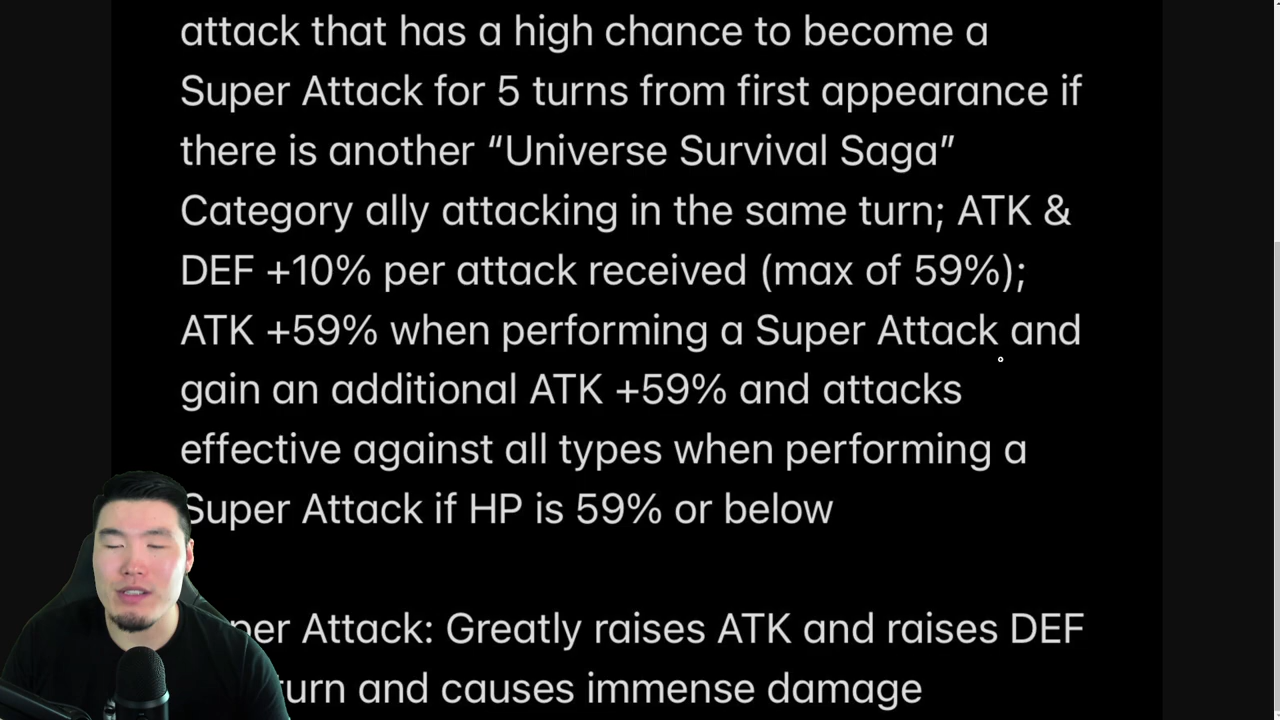 attack that has a high chance to become a
Super Attack for 5 turns from first appearance if
there is another “Universe Survival Saga”
Category ally attacking in the same turn; ATK &
DEF +10% per attack received (max of 59%);
ATK +59% when performing a Super Attack and
gain an additional ATK +59% and attacks
effective against all types when performing a
Super Attack if HP is 59% or below
Attack: Greatly raises ATK and raises DEF
turn and causes immense damage